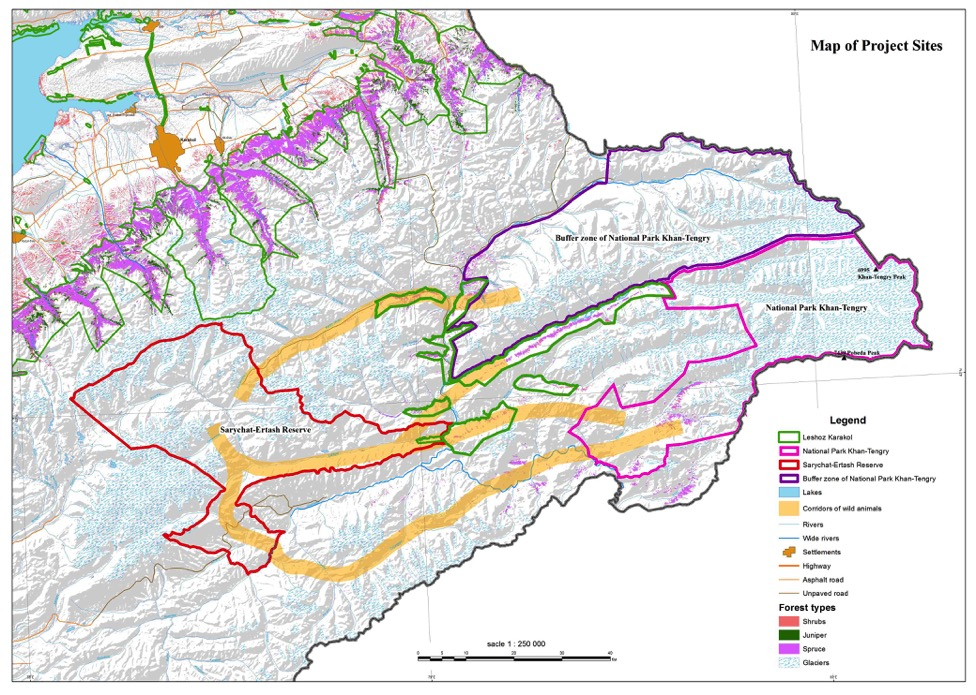 Map of Project Sites
Karakol
Buffer zone of National Park Khan-Tengry
6995
Khan-Tengry Peak
National Park Khan-Tengry
Pobeda Peak
Sarychat-Ertash Reserve
Legend
Leshoz Karakol
National Park Khan-Tengry
Sarychat-Ertash Reserve
Buffer zone of National Park Khan-Tengry
Lakes
Corridors of wild animals
Rivers
Wide rivers
Settlements
Highway
Asphalt road
Unpaved road
Forest types
Shrubs
Juniper
Spruce
Glaciers
sacle 1 : 250 000
0 5 10 20 30 40